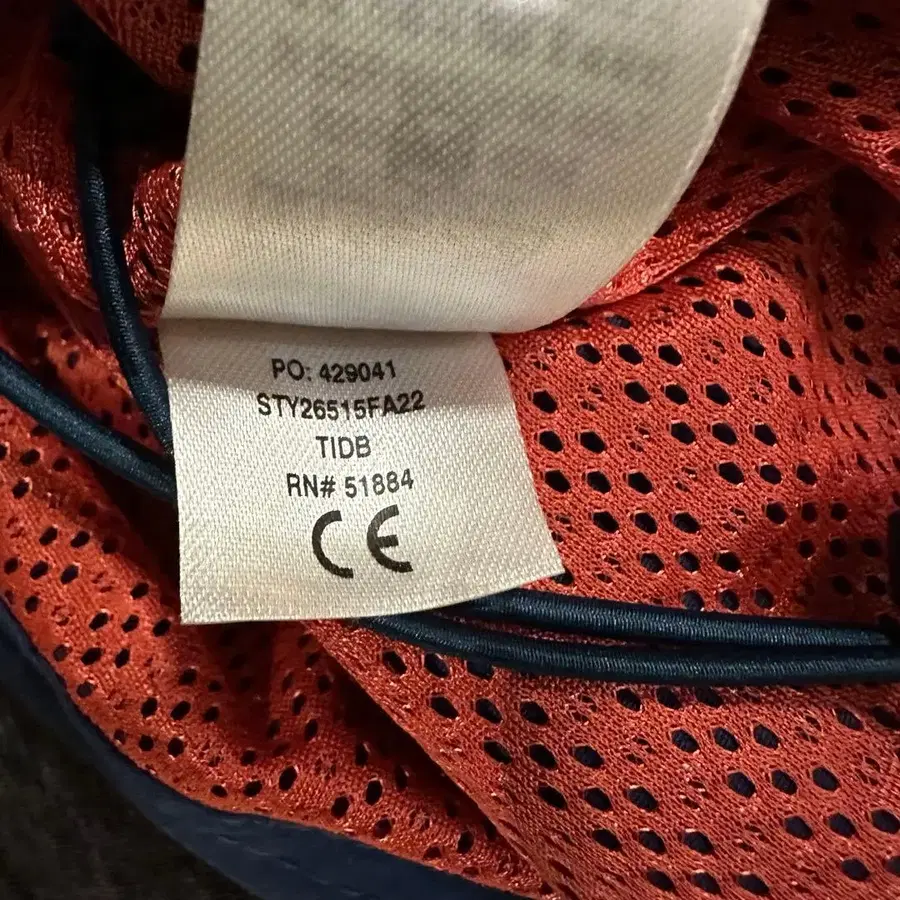 PO: 429041
STY26515FA22
TIDB
RN# 51884
CE